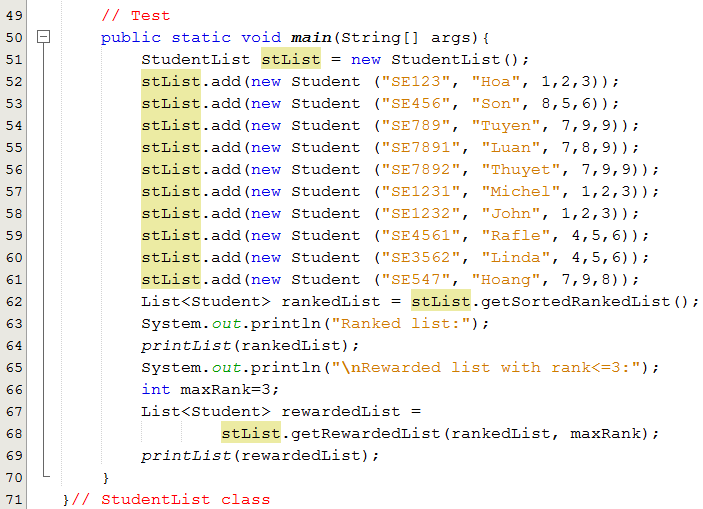 49 // Test
50 public static void main(String[] args){
51 StudentList stList = new StudentList();
52 stList.add(new Student ("SE123", "Hoa", 1,2,3));
53 stList.add(new Student ("SE456", "Son", 8,5,6));
54 stList.add(new Student ("SE789", "Tuyen", 7,9,9));
55 stList.add(new Student ("SE7891", "Luan", 7,8,9));
56 stList.add(new Student ("SE7892", "Thuyet", 7,9,9));
57 stList.add(new Student ("SE1231", "Michel", 1,2,3));
58 stList.add(new Student ("SE1232", "John", 1,2,3));
59 stList.add(new Student ("SE4561", "Rafle", 4,5,6));
60 stList.add(new Student ("SE3562", "Linda", 4,5,6));
61 stList.add(new Student ("SE547", "Hoang", 7,9,8));
62 List<Student> rankedList = stList.getSortedRankedList();
63 System.out.println("Ranked list:");
64 printList(rankedList);
65 System.out.println("\nRewarded list with rank<=3:");
66 int maxRank=3;
67 List<Student> rewardedList =
68 stList.getRewardedList(rankedList, maxRank);
69 printList(rewardedList);
70 }
71 }// StudentList class